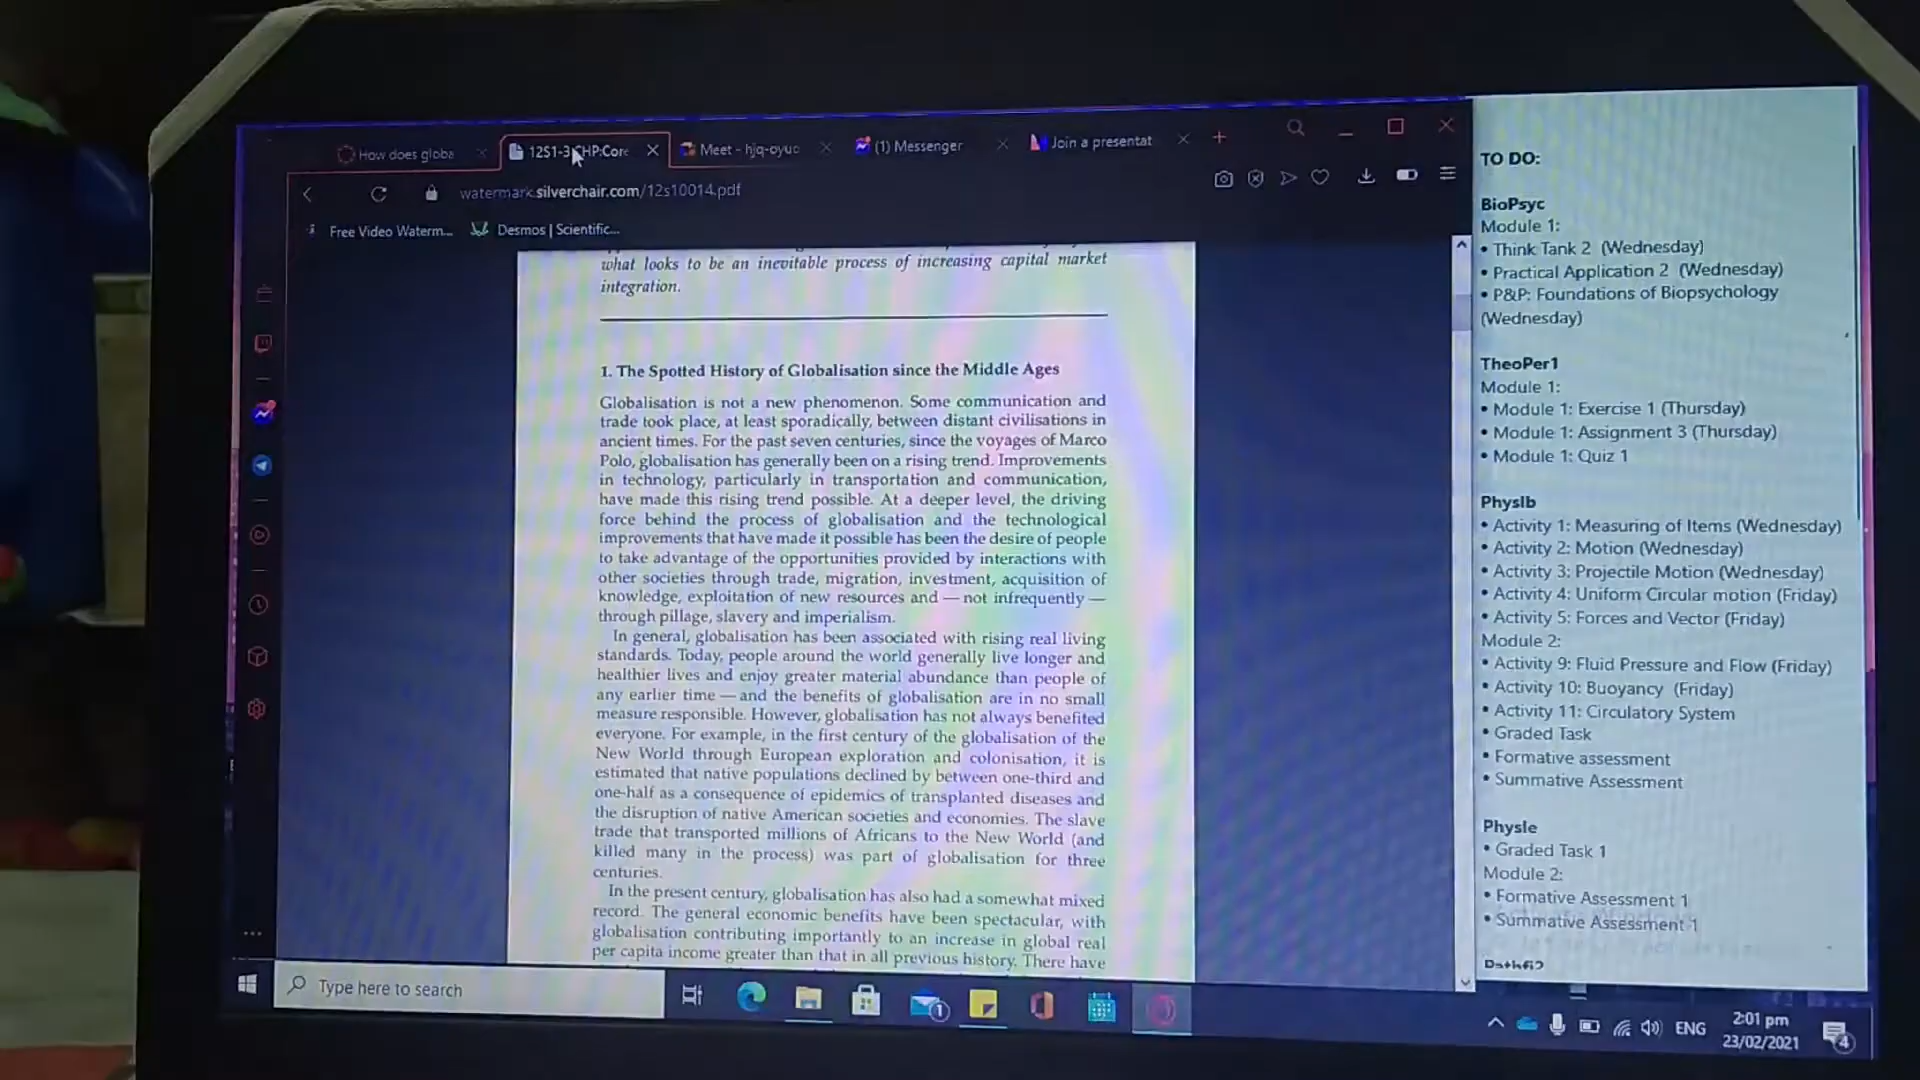 How does globa
12S1-3 CHP:Core
Meet - hjq-oyuc
(1) Messenger
Join a presentat
watermark.silverchair.com/12s10014.pdf
Free Video Waterm...
Desmos | Scientific...
what looks to be an inevitable process of increasing capital market
integration.
1. The Spotted History of Globalisation since the Middle Ages
Globalisation is not a new phenomenon. Some communication and
trade took place, at least sporadically, between distant civilisations in
ancient times. For the past seven centuries, since the voyages of Marco
Polo, globalisation has generally been on a rising trend. Improvements
in technology, particularly in transportation and communication,
have made this rising trend possible. At a deeper level, the driving
force behind the process of globalisation and the technological
improvements that have made it possible has been the desire of people
to take advantage of the opportunities provided by interactions with
other societies through trade, migration, investment, acquisition of
knowledge, exploitation of new resources and — not infrequently —
through pillage, slavery and imperialism.
In general, globalisation has been associated with rising real living
standards. Today, people around the world generally live longer and
healthier lives and enjoy greater material abundance than people of
any earlier time — and the benefits of globalisation are in no small
measure responsible. However, globalisation has not always benefited
everyone. For example, in the first century of the globalisation of the
New World through European exploration and colonisation, it is
estimated that native populations declined by between one-third and
one-half as a consequence of epidemics of transplanted diseases and
the disruption of native American societies and economies. The slave
trade that transported millions of Africans to the New World (and
killed many in the process) was part of globalisation for three
centuries.
In the present century, globalisation has also had a somewhat mixed
record. The general economic benefits have been spectacular, with
globalisation contributing importantly to an increase in global real
per capita income greater than that in all previous history. There have
TO DO:
BioPsyc
Module 1:
• Think Tank 2 (Wednesday)
• Practical Application 2 (Wednesday)
• P&P: Foundations of Biopsychology
(Wednesday)
TheoPer1
Module 1:
• Module 1: Exercise 1 (Thursday)
• Module 1: Assignment 3 (Thursday)
• Module 1: Quiz 1
Physlb
• Activity 1: Measuring of Items (Wednesday)
• Activity 2: Motion (Wednesday)
• Activity 3: Projectile Motion (Wednesday)
• Activity 4: Uniform Circular motion (Friday)
• Activity 5: Forces and Vector (Friday)
Module 2:
• Activity 9: Fluid Pressure and Flow (Friday)
• Activity 10: Buoyancy (Friday)
• Activity 11: Circulatory System
• Graded Task
• Formative assessment
• Summative Assessment
Physle
• Graded Task 1
Module 2:
• Formative Assessment 1
• Summative Assessment 1
Type here to search
1
ENG
2:01 pm
23/02/2021
4